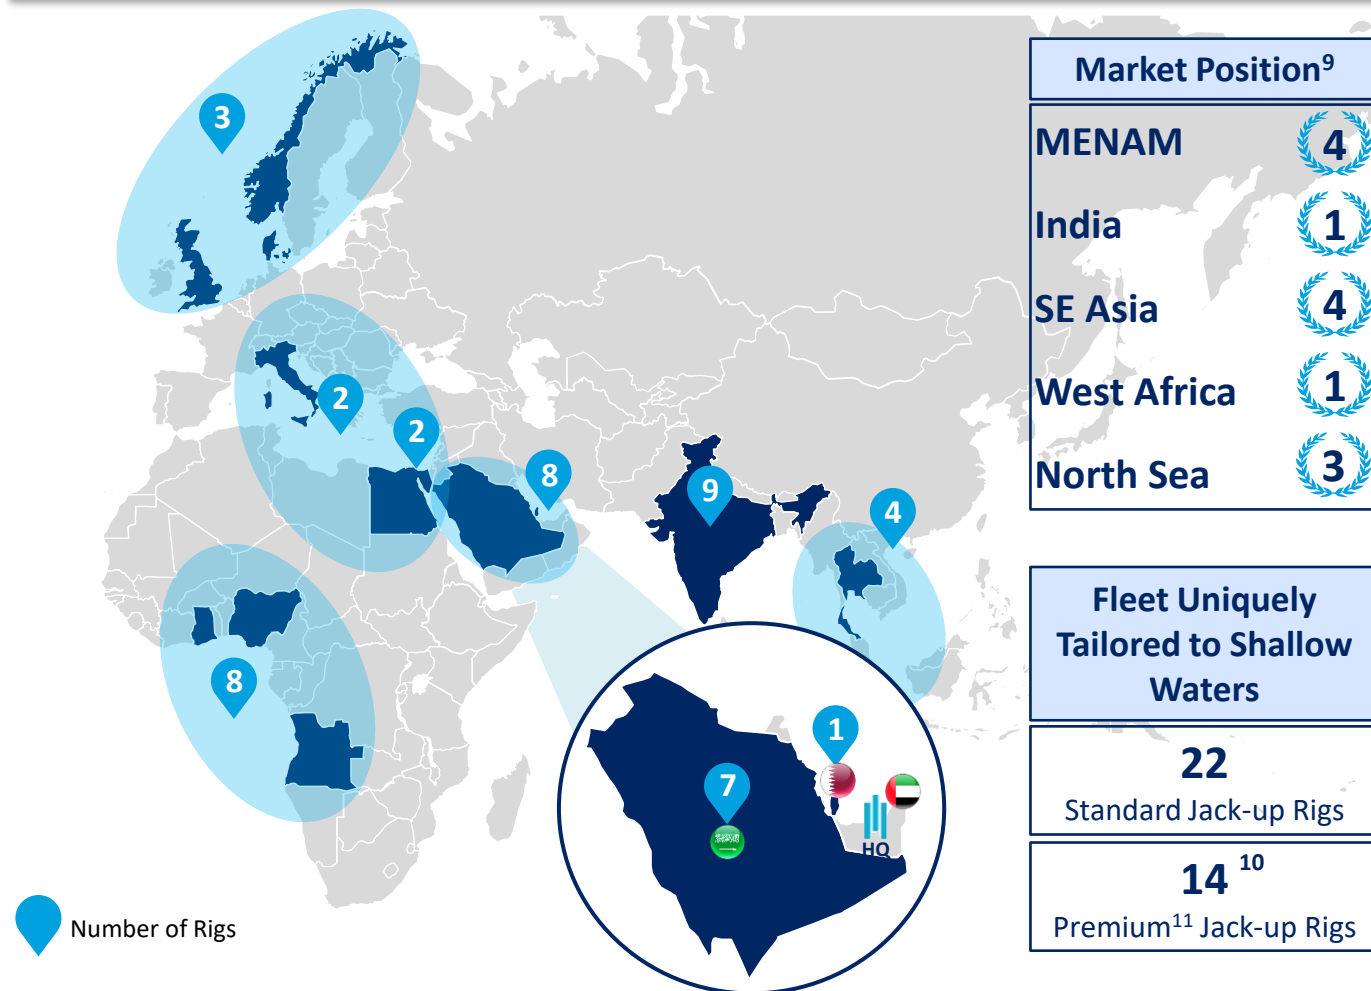 3
2
2
8
9
4
8
1
7
HQ
Number of Rigs
Market Position⁹
MENAM 4
India 1
SE Asia 4
West Africa 1
North Sea 3
Fleet Uniquely
Tailored to Shallow
Waters
22
Standard Jack-up Rigs
14 ¹⁰
Premium¹¹ Jack-up Rigs